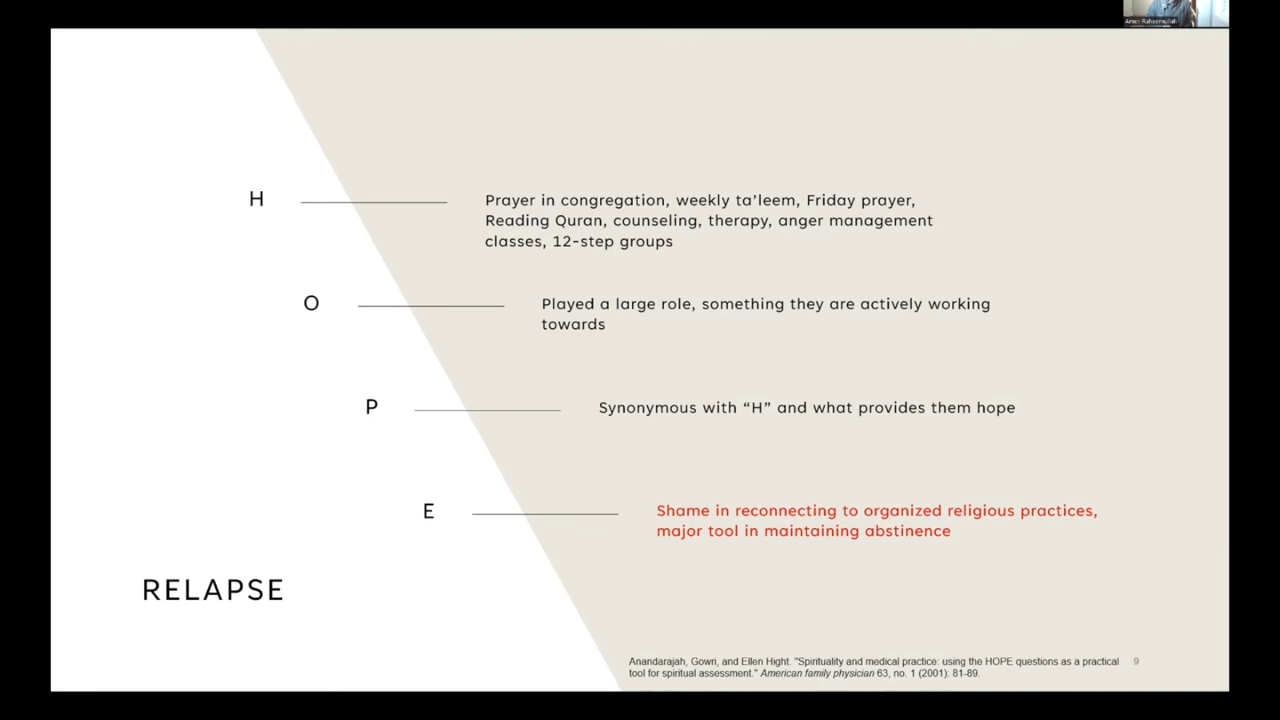 Amer Raheemullah
H
Prayer in congregation, weekly ta’leem, Friday prayer,
Reading Quran, counseling, therapy, anger management
classes, 12-step groups
O
Played a large role, something they are actively working
towards
P
Synonymous with “H” and what provides them hope
E
Shame in reconnecting to organized religious practices,
major tool in maintaining abstinence
RELAPSE
Anandarajah, Gowri, and Ellen Hight. "Spirituality and medical practice: using the HOPE questions as a practical
tool for spiritual assessment." American family physician 63, no. 1 (2001): 81-89.
9